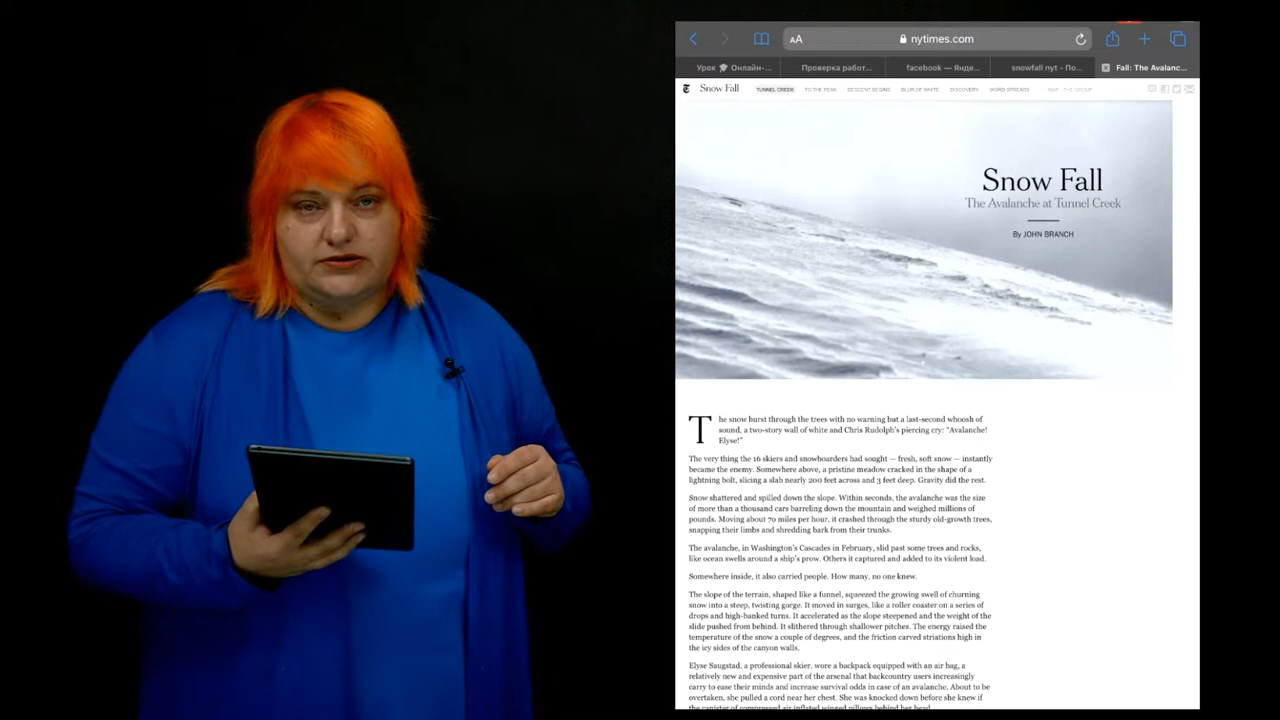 AA
nytimes.com
Урок 🎓 Онлайн-...
Проверка работ...
facebook — Янде...
snowfall nyt – По...
Fall: The Avalanc...
Snow Fall
TUNNEL CREEK
TO THE PEAK
DESCENT BEGINS
BLUR OF WHITE
DISCOVERY
WORD SPREADS
Snow Fall
The Avalanche at Tunnel Creek
By JOHN BRANCH
The snow burst through the trees with no warning but a last-second whoosh of
sound, a two-story wall of white and Chris Rudolph's piercing cry: “Avalanche!
Elyse!”
The very thing the 16 skiers and snowboarders had sought — fresh, soft snow — instantly
became the enemy. Somewhere above, a pristine meadow cracked in the shape of a
lightning bolt, slicing a slab nearly 200 feet across and 3 feet deep. Gravity did the rest.
Snow shattered and spilled down the slope. Within seconds, the avalanche was the size
of more than a thousand cars barreling down the mountain and weighed millions of
pounds. Moving about 70 miles per hour, it crashed through the sturdy old-growth trees,
snapping their limbs and shredding bark from their trunks.
The avalanche, in Washington's Cascades in February, slid past some trees and rocks,
like ocean swells around a ship's prow. Others it captured and added to its violent load.
Somewhere inside, it also carried people. How many, no one knew.
The slope of the terrain, shaped like a funnel, squeezed the growing swell of churning
snow into a steep, twisting gorge. It moved in surges, like a roller coaster on a series of
drops and high-banked turns. It accelerated as the slope steepened and the weight of the
slide pushed from behind. It slithered through shallower pitches. The energy raised the
temperature of the snow a couple of degrees, and the friction carved striations high in
the icy sides of the canyon walls.
Elyse Saugstad, a professional skier, wore a backpack equipped with an air bag, a
relatively new and expensive part of the arsenal that backcountry users increasingly
carry to ease their minds and increase survival odds in case of an avalanche. About to be
overtaken, she pulled a cord near her chest. She was knocked down before she knew if
the canister of compressed air inflated winged pillows behind her head.